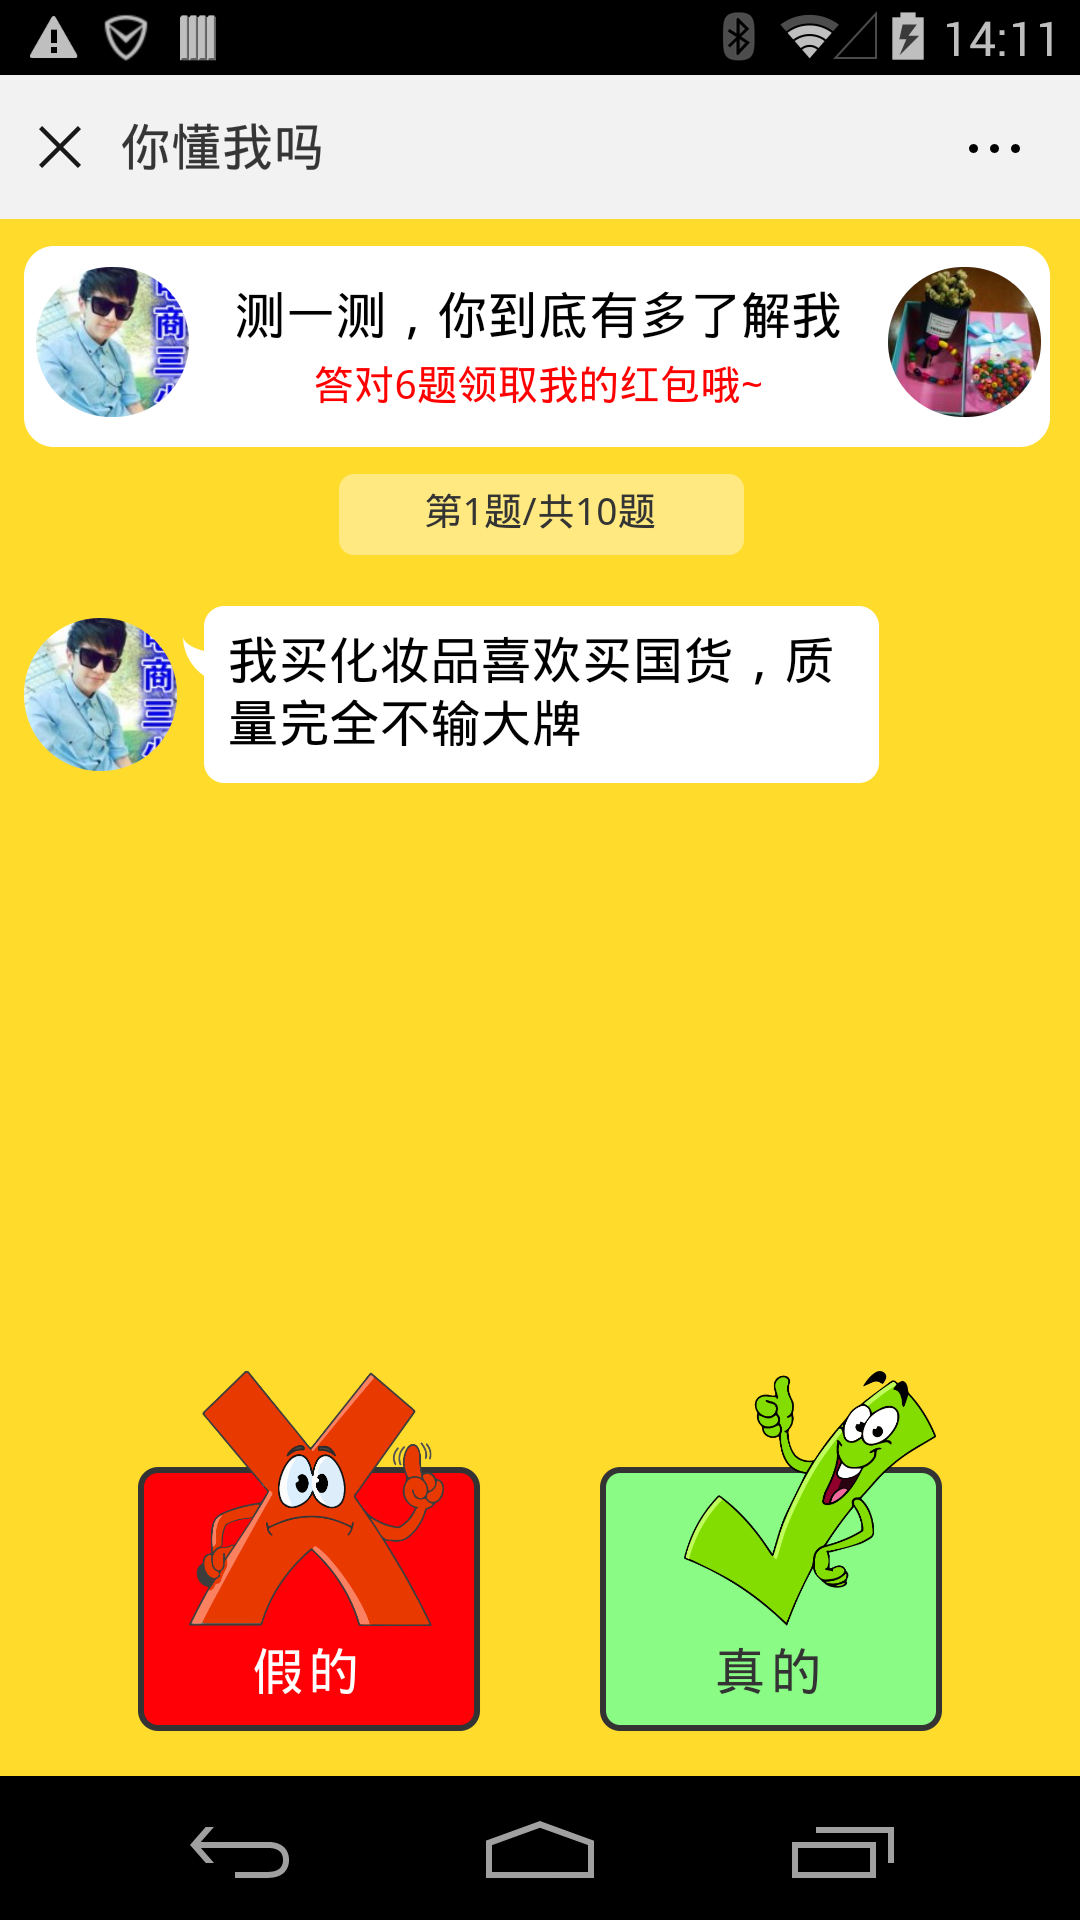 14:11
你懂我吗
测一测，你到底有多了解我
答对6题领取我的红包哦~
第1题/共10题
我买化妆品喜欢买国货，质
量完全不输大牌
假的
真的